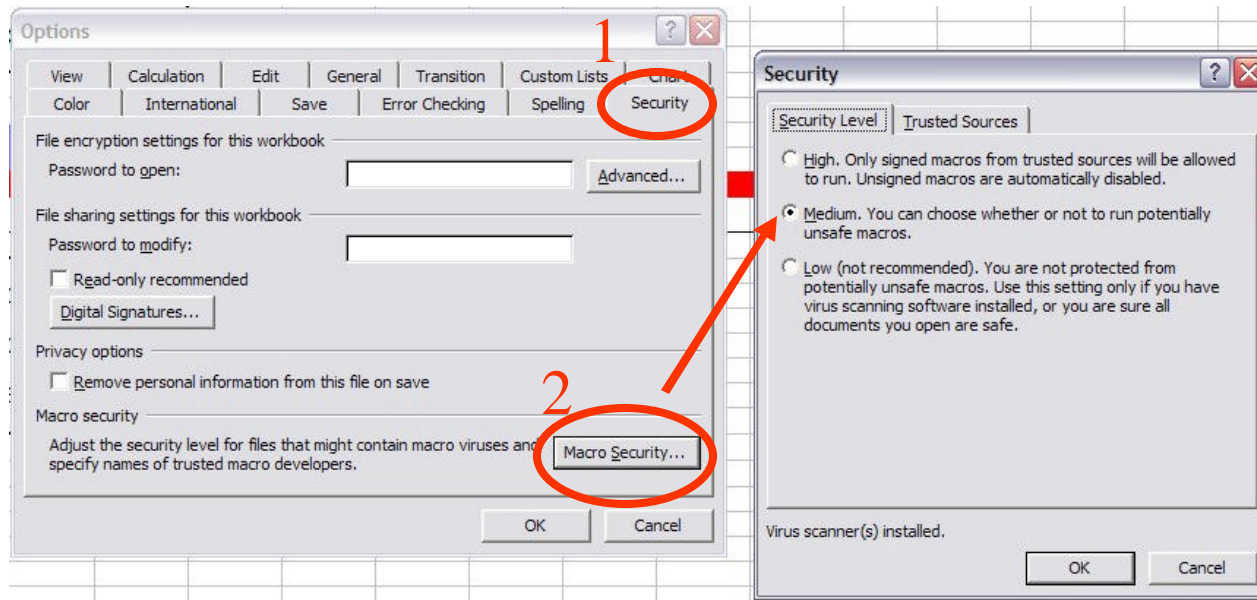 Options
1
View Calculation Edit General Transition Custom Lists Chart
Color International Save Error Checking Spelling Security
File encryption settings for this workbook
Password to open:
Advanced...
File sharing settings for this workbook
Password to modify:
Read-only recommended
Digital Signatures...
Privacy options
Remove personal information from this file on save
2
Macro security
Adjust the security level for files that might contain macro viruses and
specify names of trusted macro developers.
Macro Security...
OK Cancel
Security
Security Level Trusted Sources
High. Only signed macros from trusted sources will be allowed
to run. Unsigned macros are automatically disabled.
Medium. You can choose whether or not to run potentially
unsafe macros.
Low (not recommended). You are not protected from
potentially unsafe macros. Use this setting only if you have
virus scanning software installed, or you are sure all
documents you open are safe.
Virus scanner(s) installed.
OK Cancel